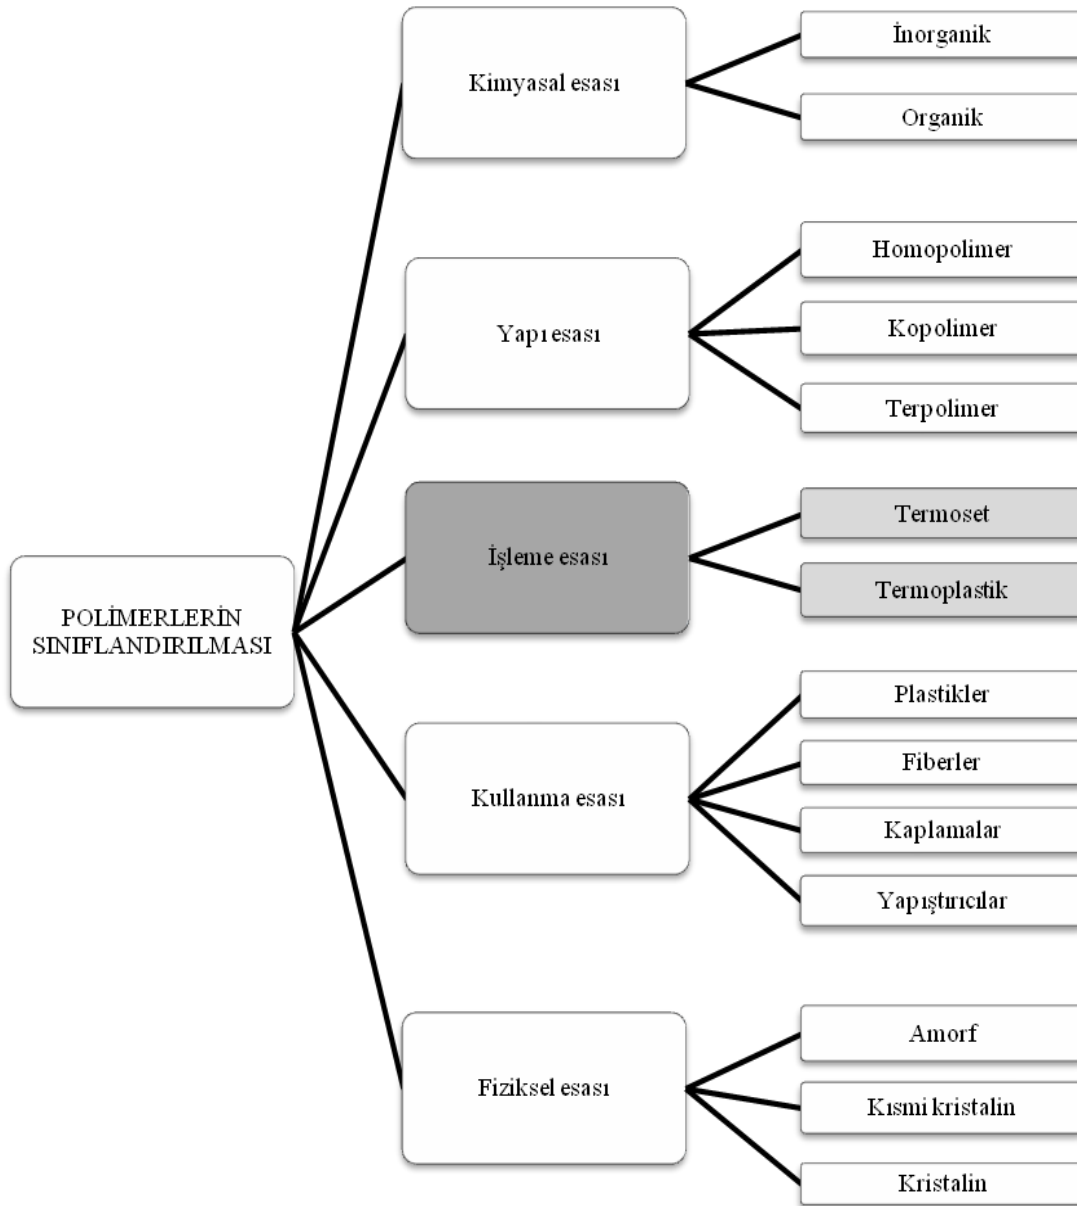 POLİMERLERİN
SINIFLANDIRILMASI
Kimyasal esası
İnorganik
Organik
Yapı esası
Homopolimer
Kopolimer
Terpolimer
İşleme esası
Termoset
Termoplastik
Kullanma esası
Plastikler
Fiberler
Kaplamalar
Yapıştırıcılar
Fiziksel esası
Amorf
Kısmi kristalin
Kristalin